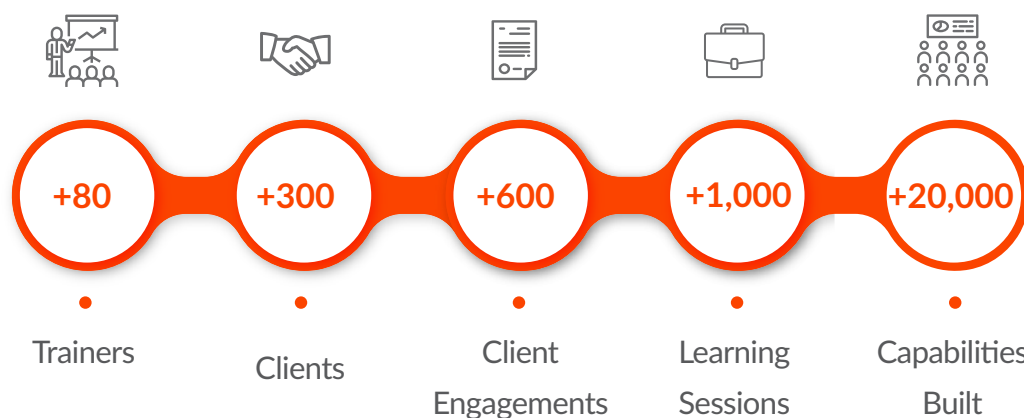 +80
+300
+600
+1,000
+20,000
Trainers
Clients
Client
Engagements
Learning
Sessions
Capabilities
Built